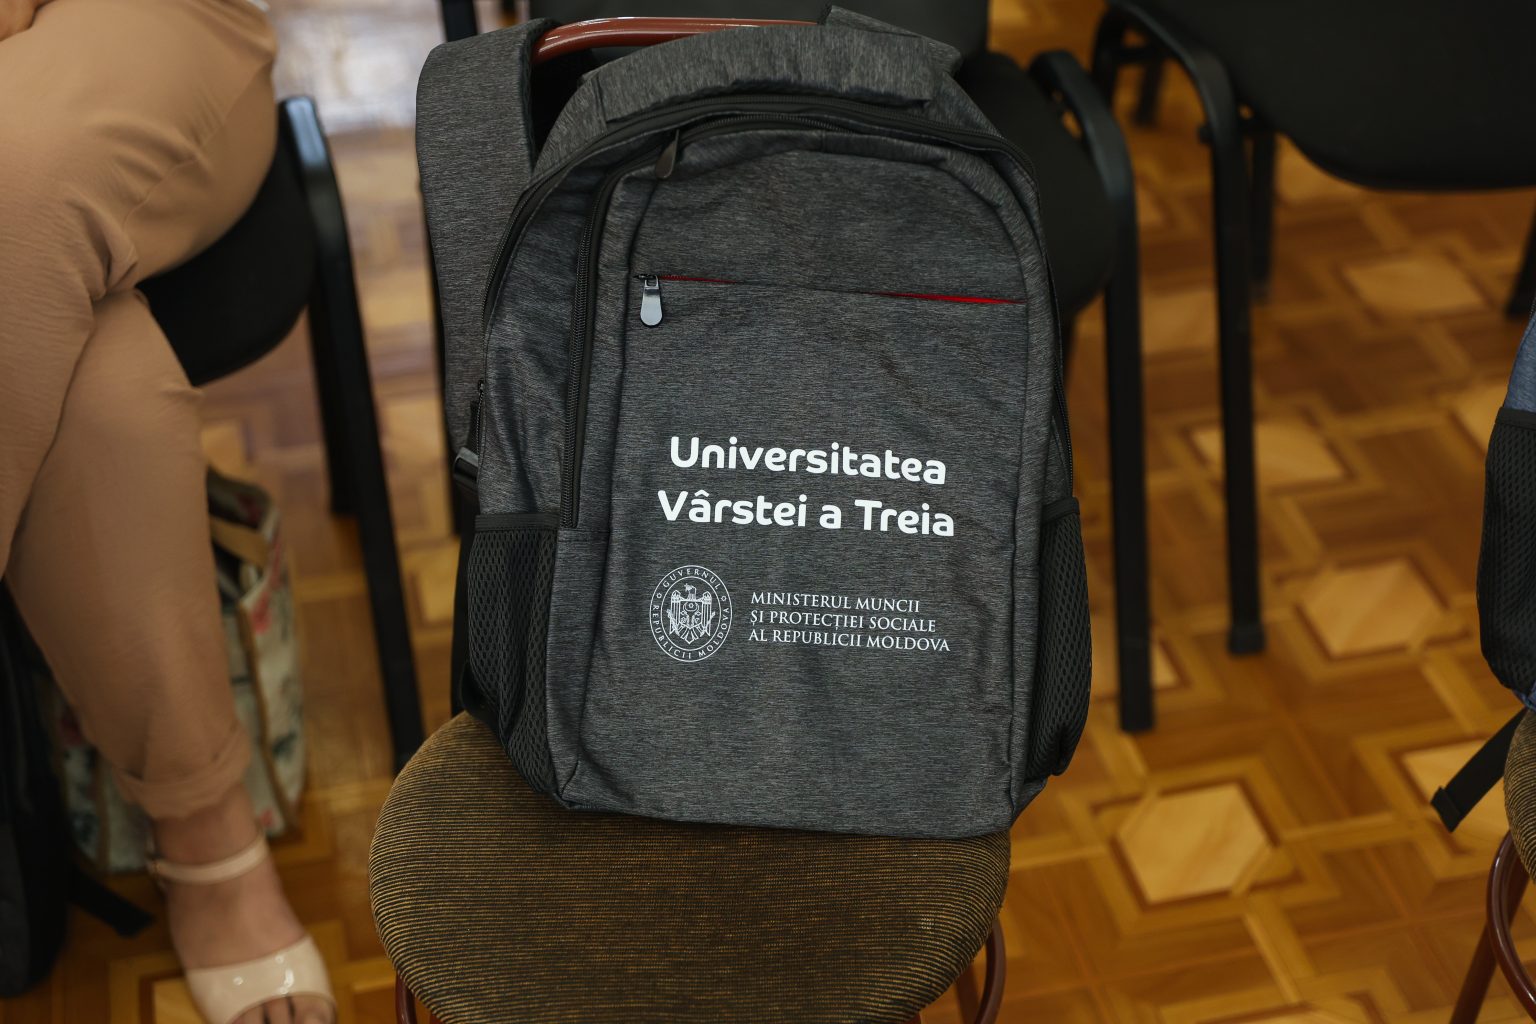 Universitatea
Vârstei a Treia
GUVERNUL REPUBLICII MOLDOVA
MINISTERUL MUNCII
ȘI PROTECȚIEI SOCIALE
AL REPUBLICII MOLDOVA